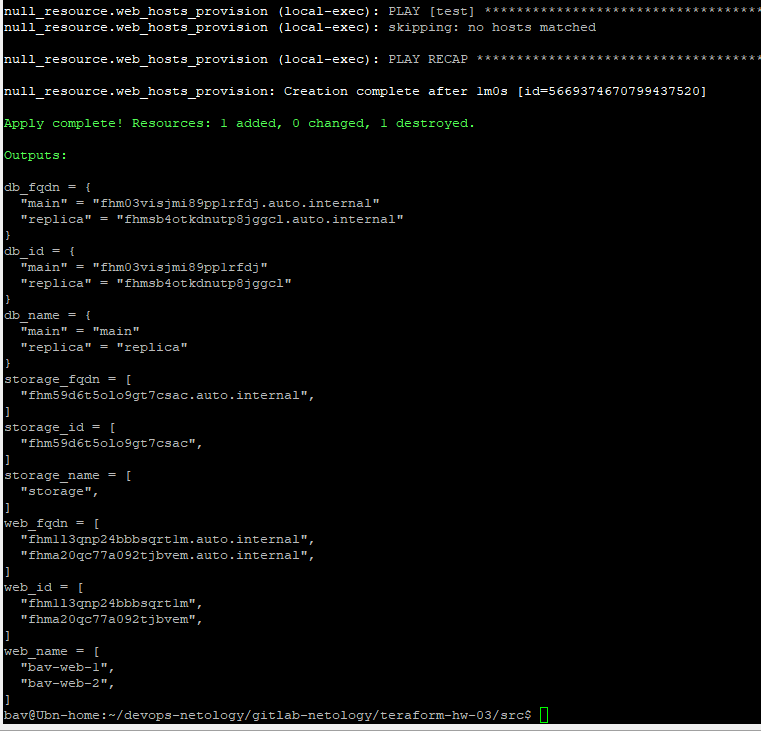 null_resource.web_hosts_provision (local-exec): PLAY [test] ***********************************
null_resource.web_hosts_provision (local-exec): skipping: no hosts matched
null_resource.web_hosts_provision (local-exec): PLAY RECAP ************************************
null_resource.web_hosts_provision: Creation complete after 1m0s [id=5669374670799437520]
Apply complete! Resources: 1 added, 0 changed, 1 destroyed.
Outputs:
db_fqdn = {
  "main" = "fhm03visjmi89pp1rfdj.auto.internal"
  "replica" = "fhmsb4otkdnutp8jggcl.auto.internal"
}
db_id = {
  "main" = "fhm03visjmi89pp1rfdj"
  "replica" = "fhmsb4otkdnutp8jggcl"
}
db_name = {
  "main" = "main"
  "replica" = "replica"
}
storage_fqdn = [
  "fhm59d6t5olo9gt7csac.auto.internal",
]
storage_id = [
  "fhm59d6t5olo9gt7csac",
]
storage_name = [
  "storage",
]
web_fqdn = [
  "fhm1l3qnp24bbbsqrt1m.auto.internal",
  "fhma20qc77a092tjbvem.auto.internal",
]
web_id = [
  "fhm1l3qnp24bbbsqrt1m",
  "fhma20qc77a092tjbvem",
]
web_name = [
  "bav-web-1",
  "bav-web-2",
]
bav@Ubn-home:~/devops-netology/gitlab-netology/teraform-hw-03/src$